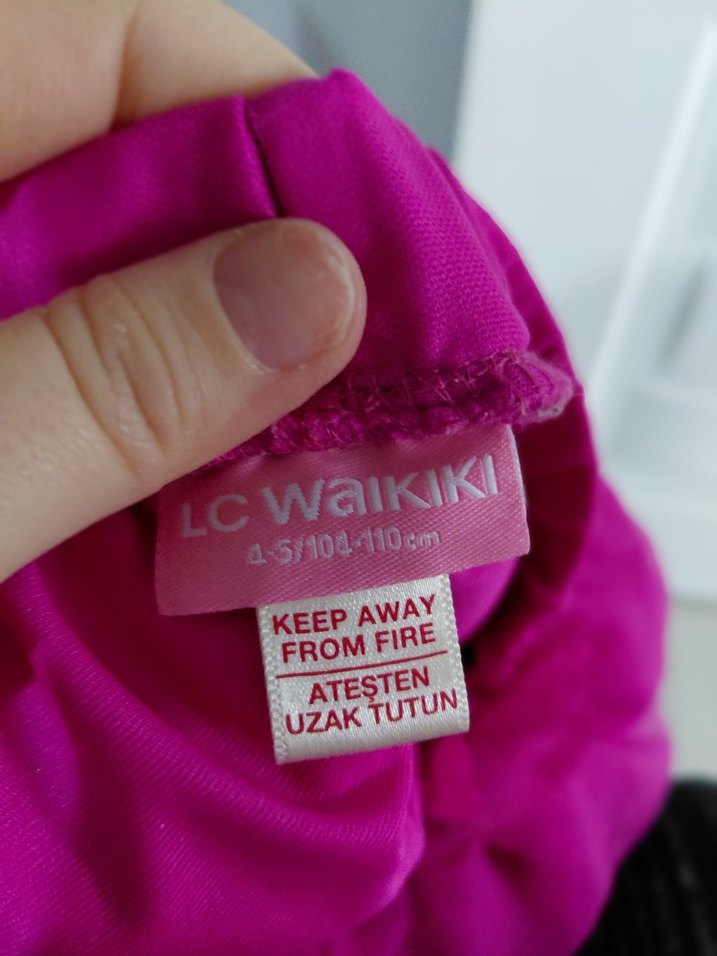 LC WAIKIKI
4-5/104-110cm
KEEP AWAY
FROM FIRE
ATEŞTEN
UZAK TUTUN